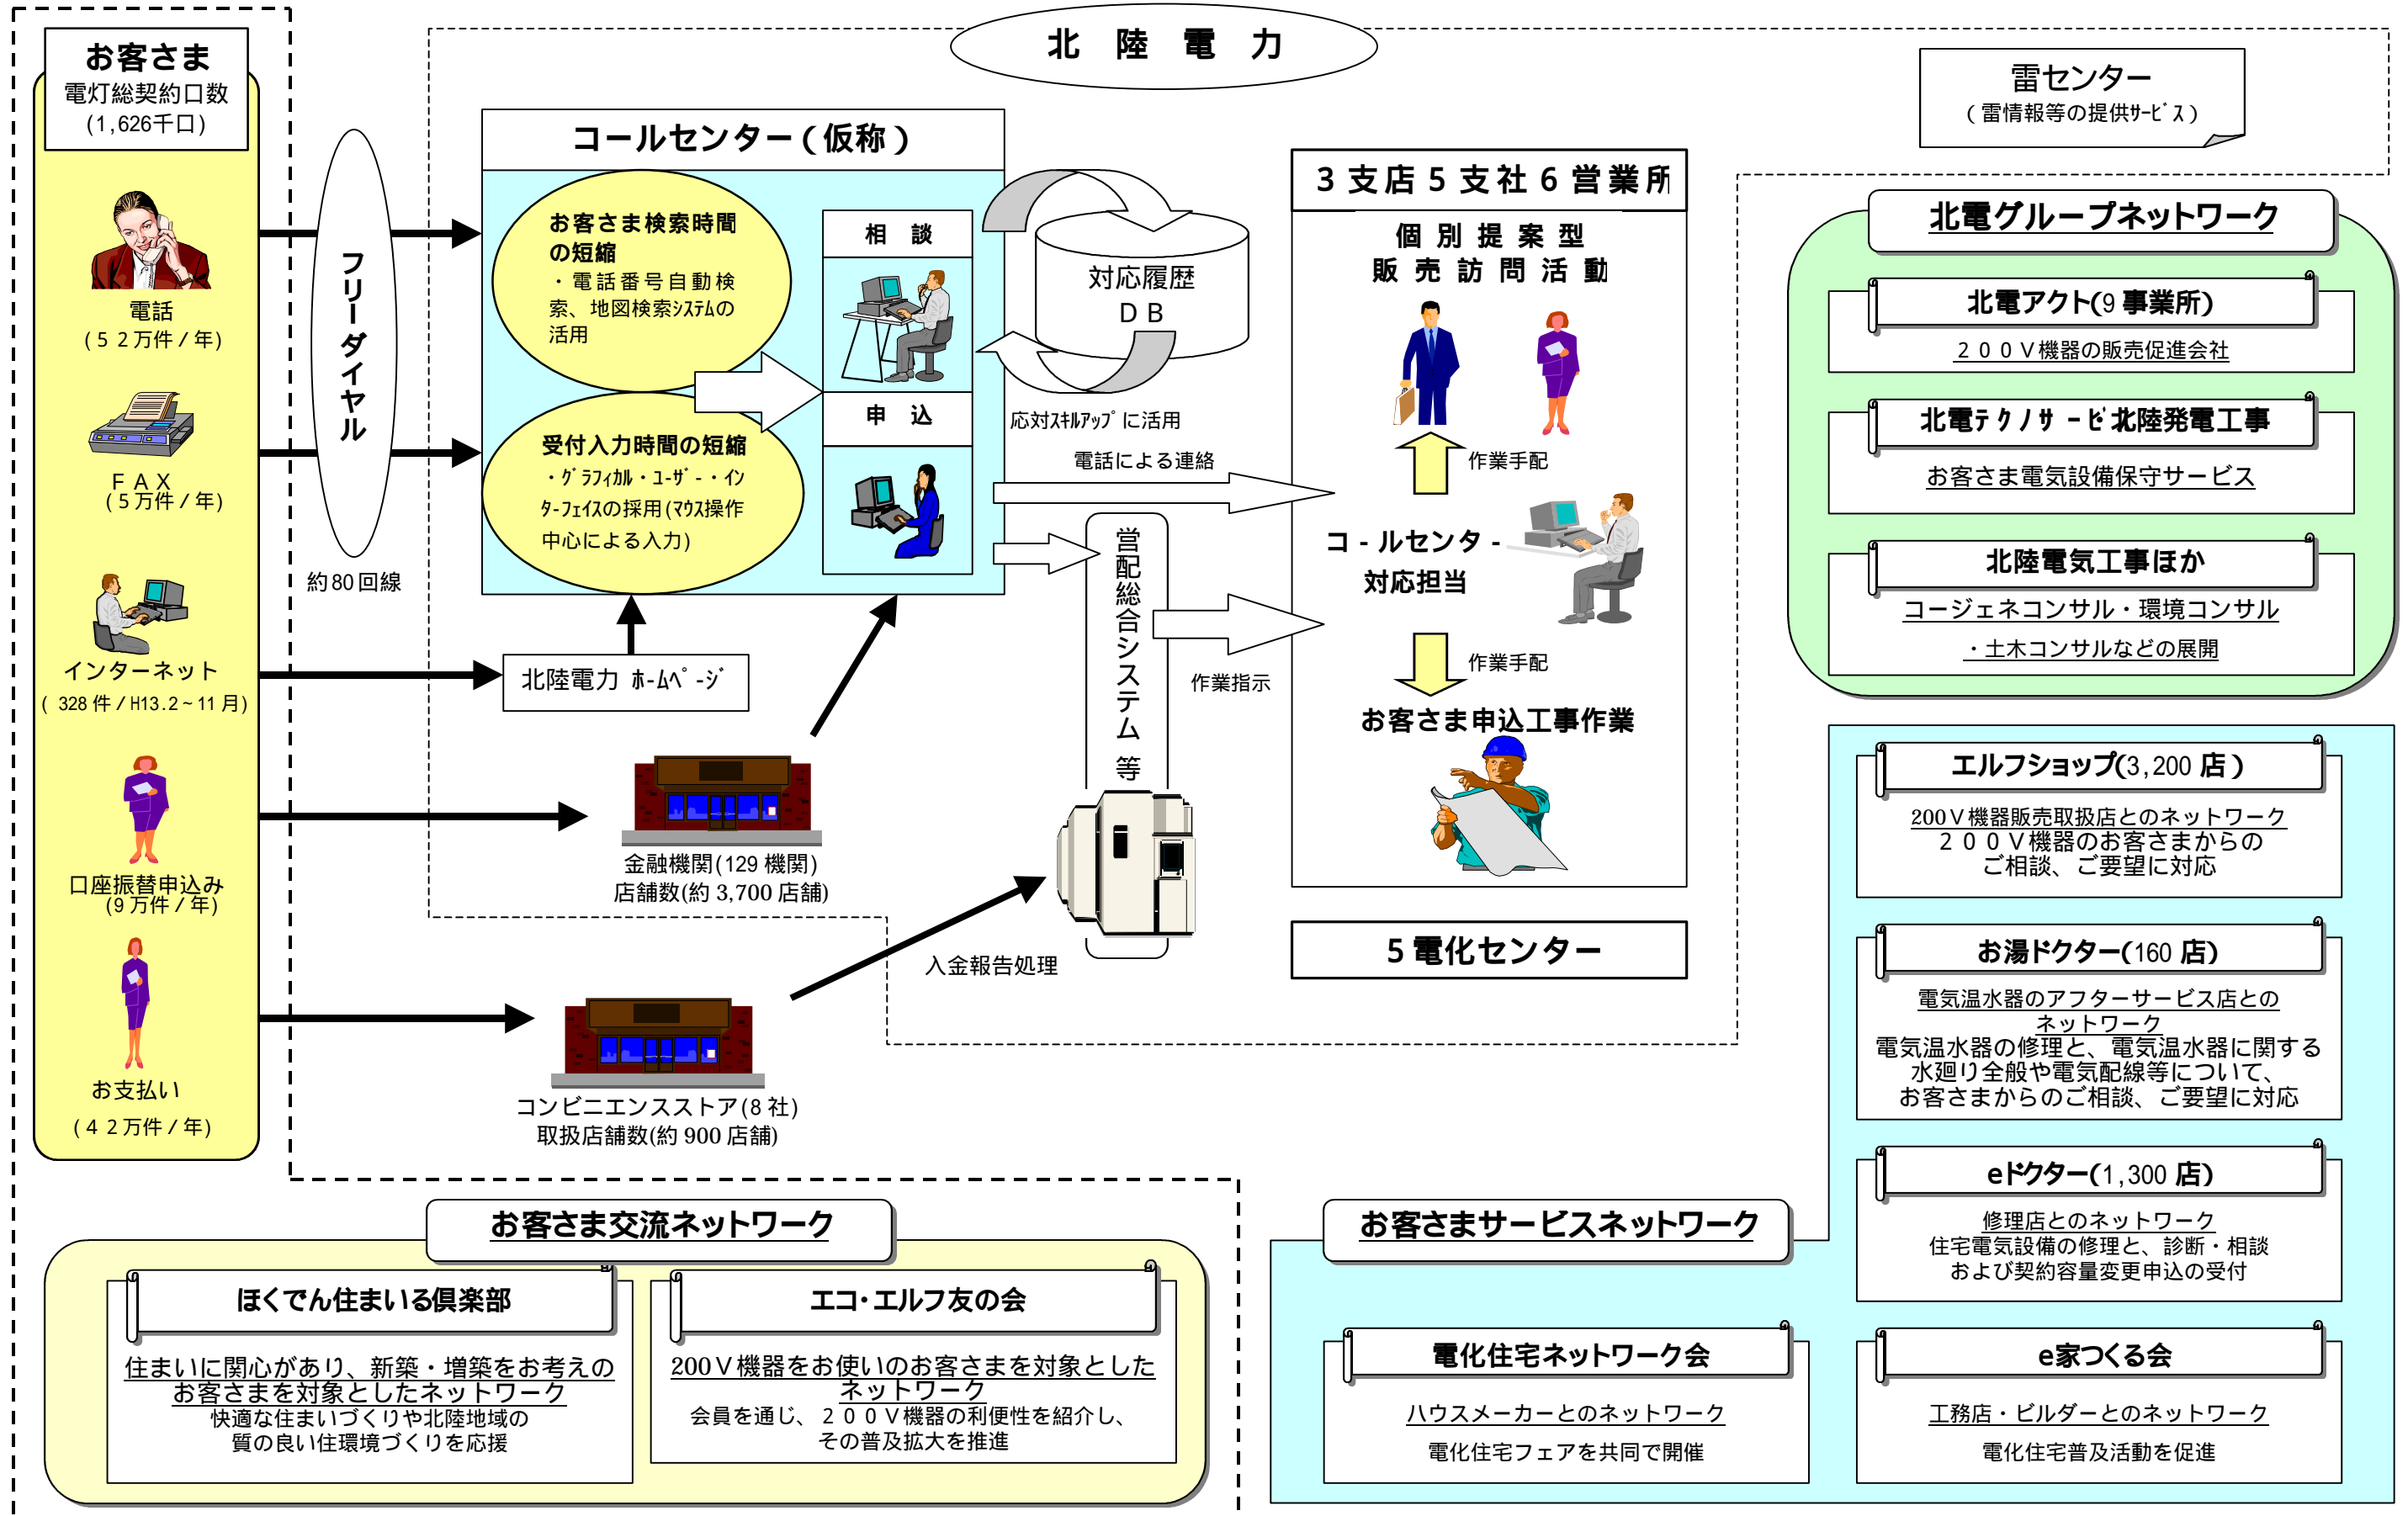 北 陸 電 力
お客さま
電灯総契約口数
(1,626千口)
電話
(５２万件/年)
ＦＡＸ
(5万件/年)
インターネット
( 328件/H13.2~11月)
口座振替申込み
(9万件/年)
お支払い
(４２万件/年)
フリーダイヤル
約80回線
コールセンター(仮称)
お客さま検索時間
の短縮
・電話番号自動検
索、地図検索ｼｽﾃﾑの
活用
受付入力時間の短縮
・ｸﾞﾗﾌｨｶﾙ・ﾕ-ｻﾞ-・ｲﾝ
ﾀ-ﾌｪｲｽの採用(ﾏｳｽ操作
中心による入力)
相 談
申 込
対応履歴
ＤＢ
応対ｽｷﾙｱｯﾌﾟに活用
電話による連絡
北陸電力 ﾎ-ﾑﾍﾟ-ｼﾞ
金融機関(129機関)
店舗数(約3,700店舗)
コンビニエンスストア(8社)
取扱店舗数(約900店舗)
営配総合システム 等
入金報告処理
作業指示
3支店5支社6営業所
個別提案型
販売訪問活動
作業手配
コ-ルセンタ-
対応担当
作業手配
お客さま申込工事作業
5電化センター
雷センター
(雷情報等の提供ｻｰﾋﾞｽ)
北電グループネットワーク
北電アクト(9事業所)
２００Ｖ機器の販売促進会社
北電ﾃｸﾉｻ-ﾋﾞ北陸発電工事
お客さま電気設備保守サービス
北陸電気工事ほか
コージェネコンサル・環境コンサル
・土木コンサルなどの展開
エルフショップ(3,200店)
200Ｖ機器販売取扱店とのネットワーク
２００Ｖ機器のお客さまからの
ご相談、ご要望に対応
お湯ドクター(160店)
電気温水器のアフターサービス店との
ネットワーク
電気温水器の修理と、電気温水器に関する
水廻り全般や電気配線等について、
お客さまからのご相談、ご要望に対応
eドクター(1,300店)
修理店とのネットワーク
住宅電気設備の修理と、診断・相談
および契約容量変更申込の受付
お客さまサービスネットワーク
電化住宅ネットワーク会
ハウスメーカーとのネットワーク
電化住宅フェアを共同で開催
e家つくる会
工務店・ビルダーとのネットワーク
電化住宅普及活動を促進
お客さま交流ネットワーク
ほくでん住まいる倶楽部
住まいに関心があり、新築・増築をお考えの
お客さまを対象としたネットワーク
快適な住まいづくりや北陸地域の
質の良い住環境づくりを応援
エコ・エルフ友の会
200Ｖ機器をお使いのお客さまを対象とした
ネットワーク
会員を通じ、２００Ｖ機器の利便性を紹介し、
その普及拡大を推進